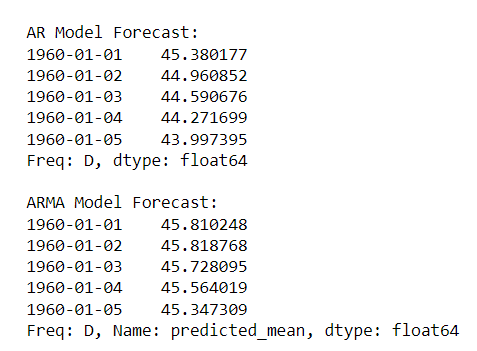 AR Model Forecast:
1960-01-01    45.380177
1960-01-02    44.960852
1960-01-03    44.590676
1960-01-04    44.271699
1960-01-05    43.997395
Freq: D, dtype: float64

ARMA Model Forecast:
1960-01-01    45.810248
1960-01-02    45.818768
1960-01-03    45.728095
1960-01-04    45.564019
1960-01-05    45.347309
Freq: D, Name: predicted_mean, dtype: float64